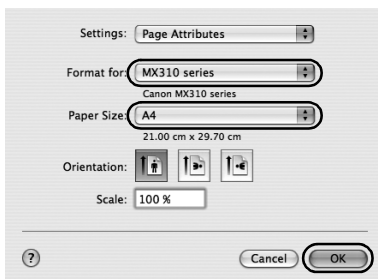 Settings: Page Attributes
Format for: MX310 series
Canon MX310 series
Paper Size: A4
21.00 cm x 29.70 cm
Orientation:
Scale: 100 %
? Cancel OK